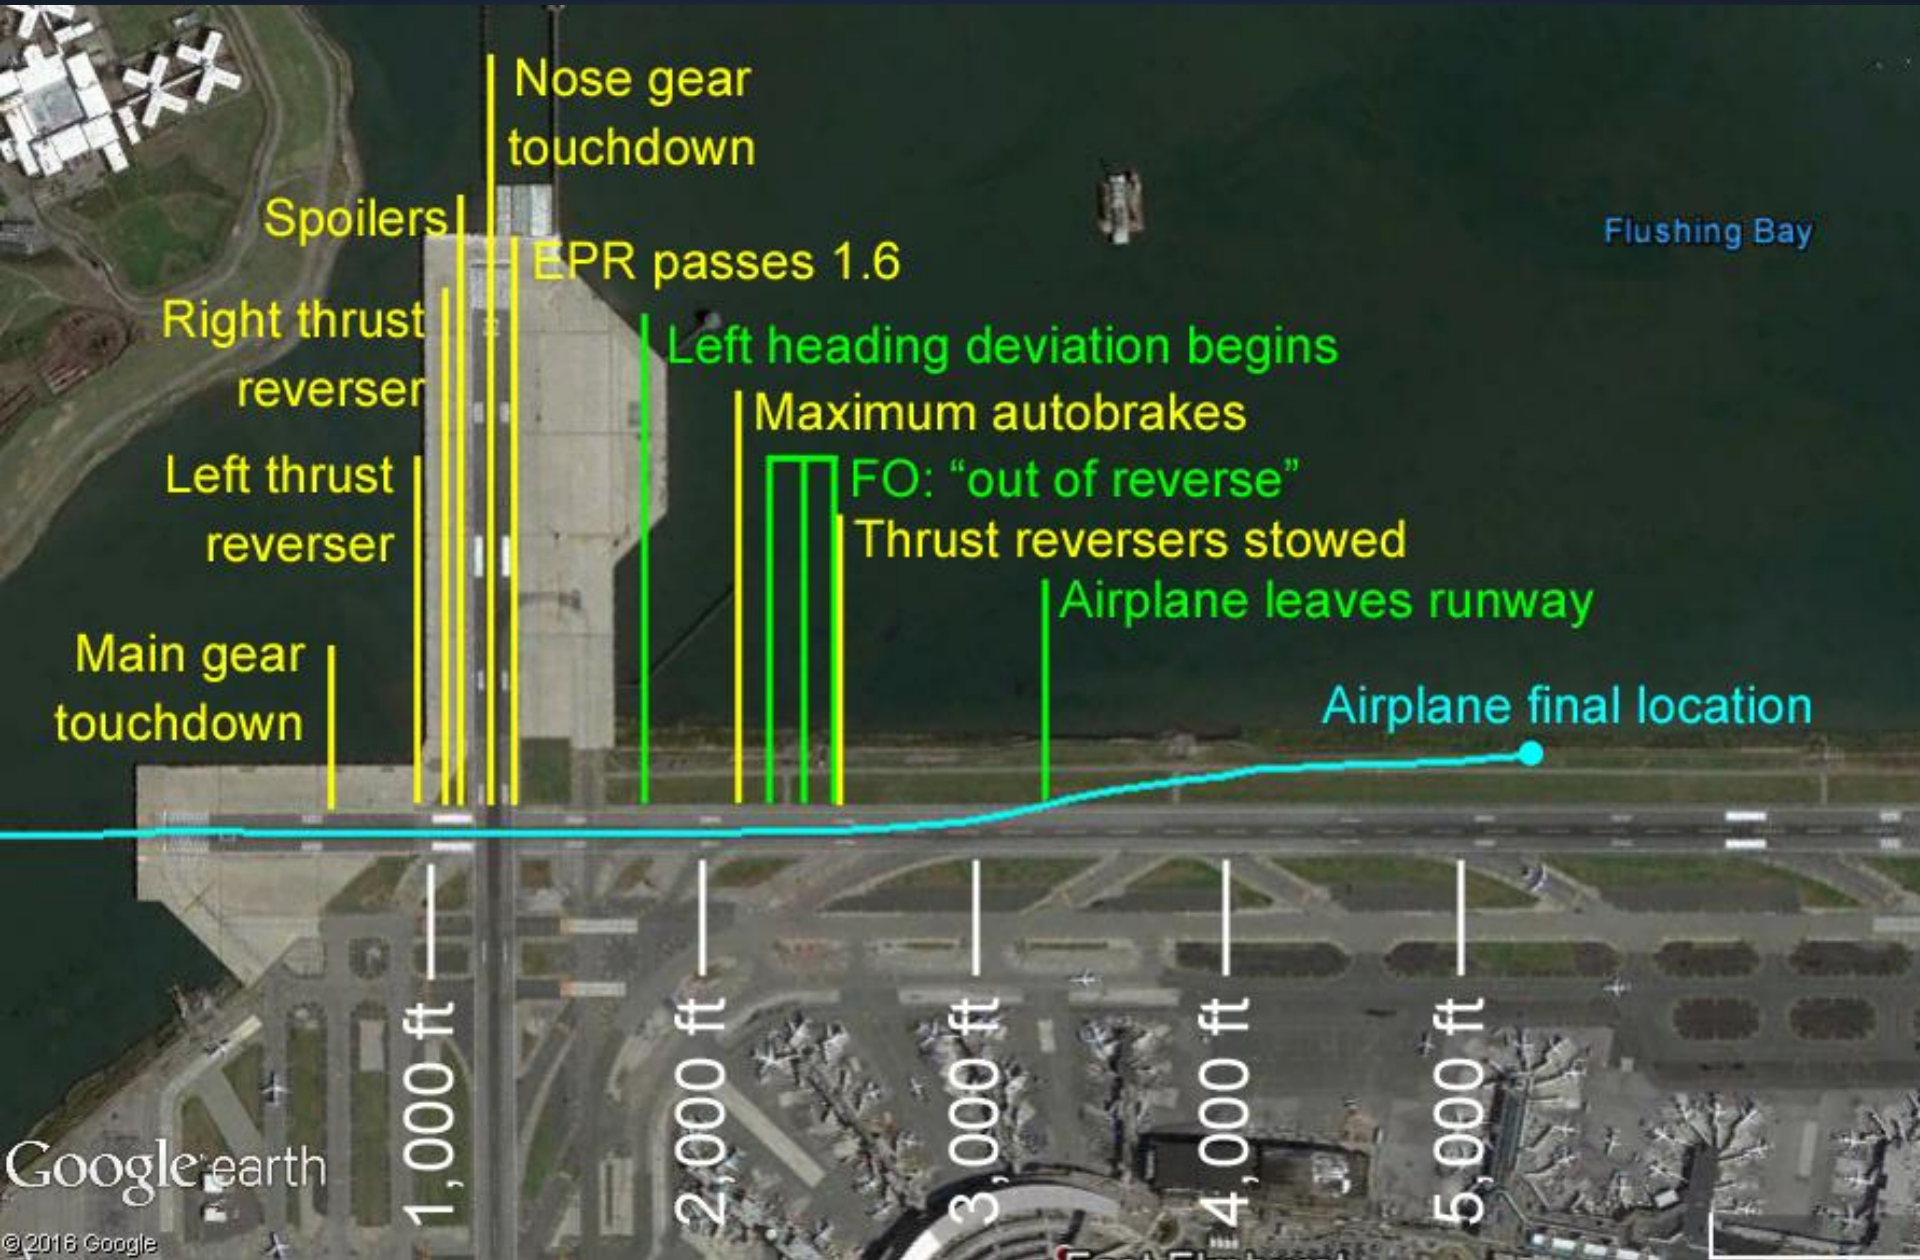 Nose gear
touchdown
Spoilers
EPR passes 1.6
Flushing Bay
Right thrust
reverser
Left heading deviation begins
Maximum autobrakes
Left thrust
reverser
FO: “out of reverse”
Thrust reversers stowed
Airplane leaves runway
Main gear
touchdown
Airplane final location
1,000 ft
2,000 ft
3,000 ft
4,000 ft
5,000 ft
Google earth
© 2016 Google